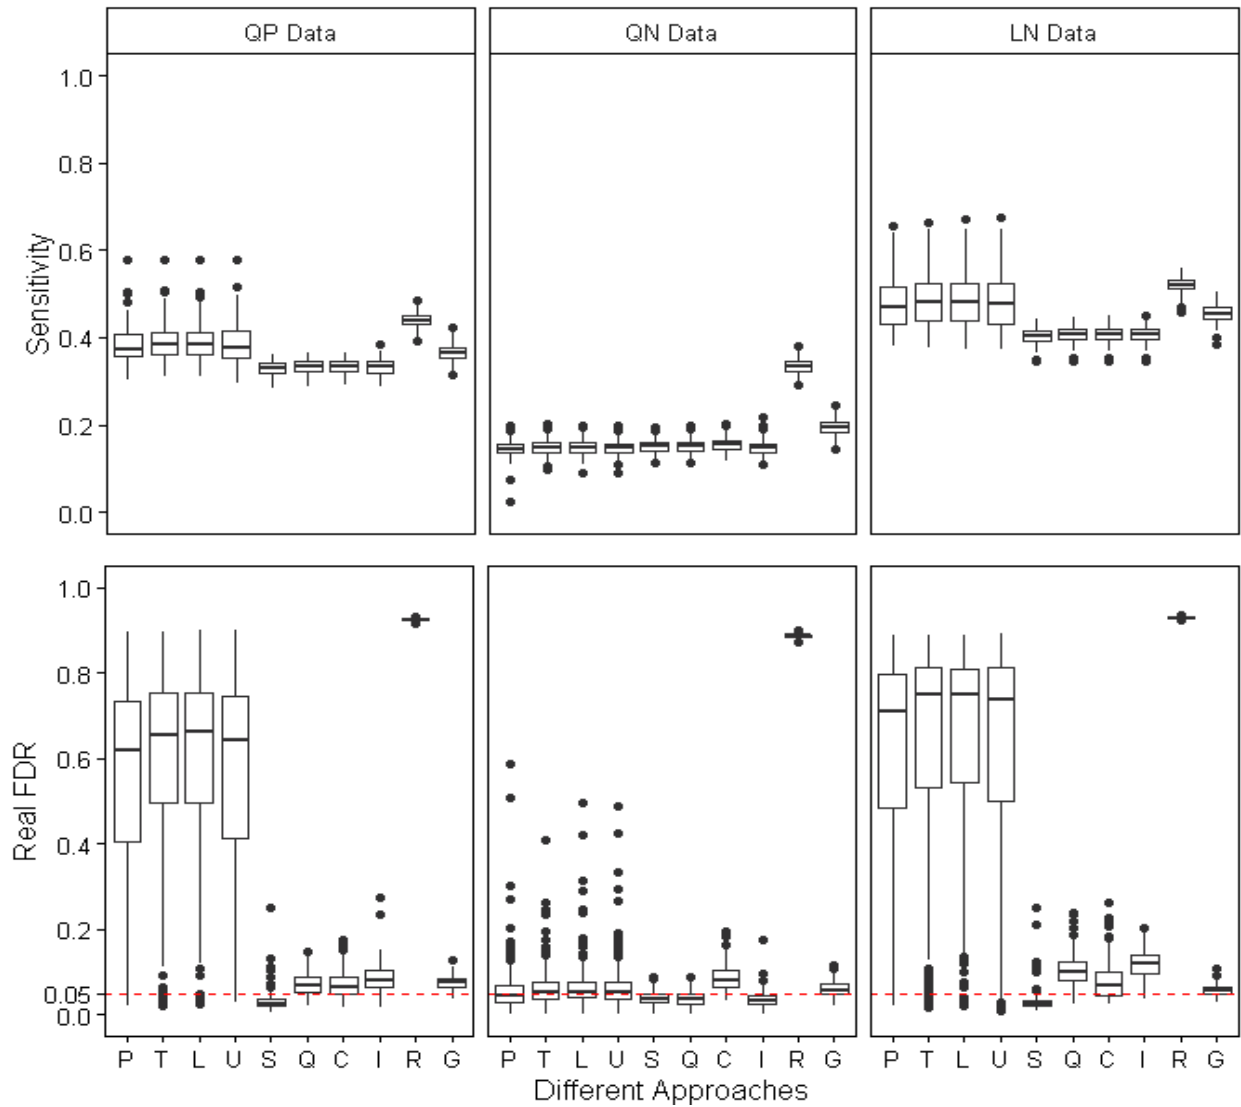 QP Data QN Data LN Data
1.0
0.8
0.6
0.4
0.2
0.0
Sensitivity
1.0
0.8
0.6
0.4
0.2
0.05
0.0
Real FDR
P T L U S Q C I R G P T L U S Q C I R G P T L U S Q C I R G
Different Approaches